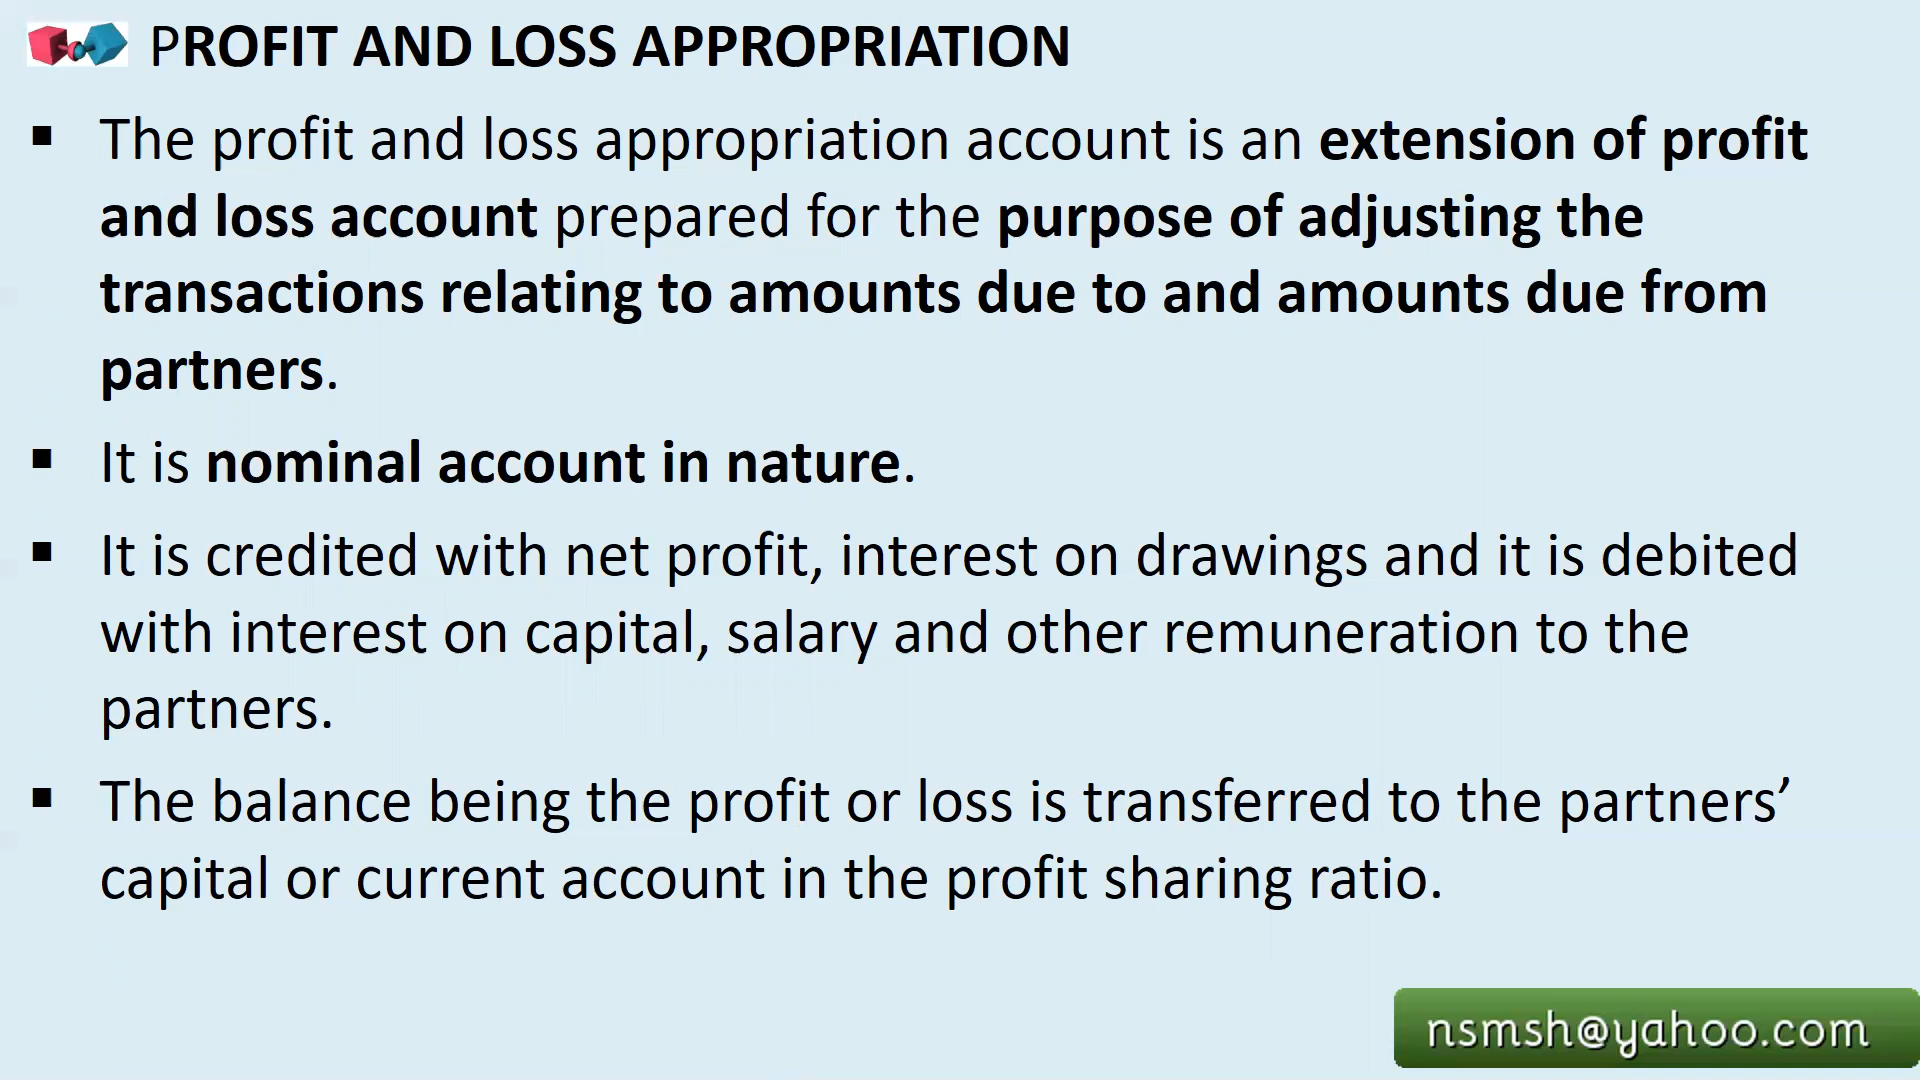 PROFIT AND LOSS APPROPRIATION
▪ The profit and loss appropriation account is an extension of profit
and loss account prepared for the purpose of adjusting the
transactions relating to amounts due to and amounts due from
partners.
▪ It is nominal account in nature.
▪ It is credited with net profit, interest on drawings and it is debited
with interest on capital, salary and other remuneration to the
partners.
▪ The balance being the profit or loss is transferred to the partners’
capital or current account in the profit sharing ratio.
nsmsh@yahoo.com